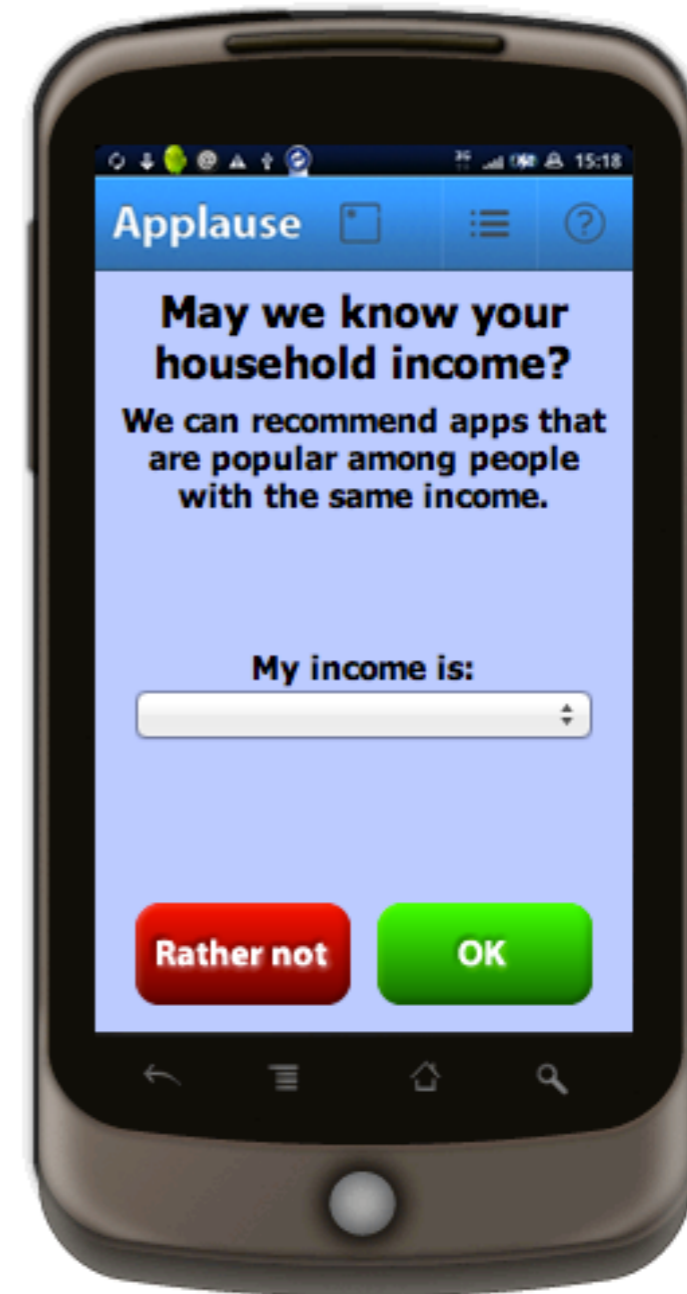 3G 15:18
Applause
May we know your
household income?
We can recommend apps that
are popular among people
with the same income.
My income is:
Rather not OK